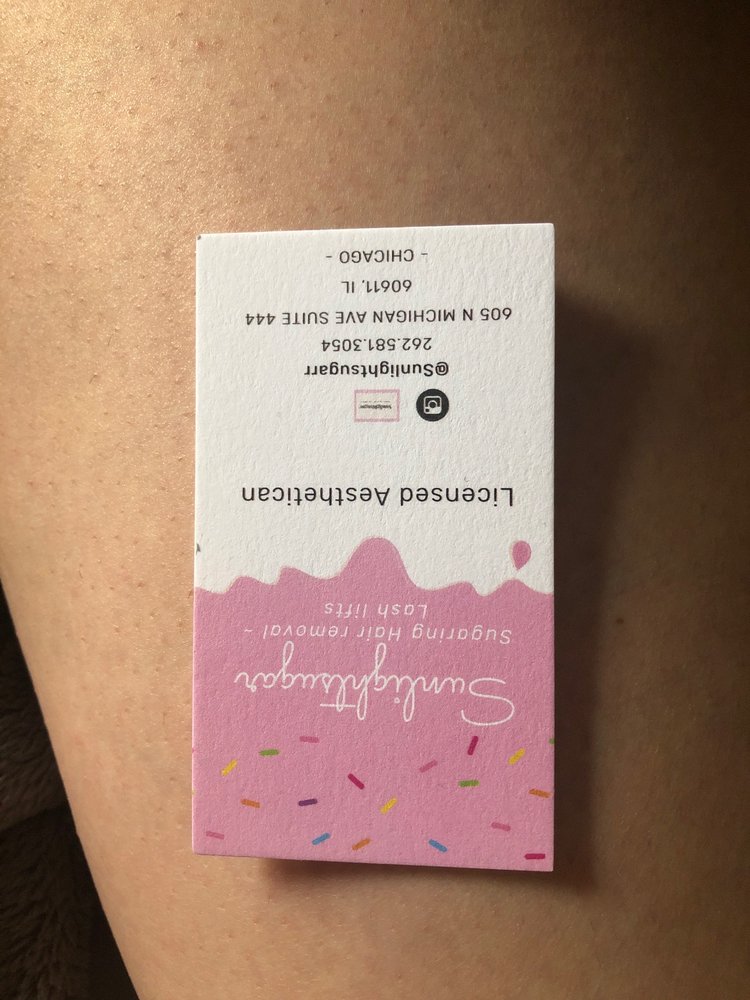 Sunlightsugar
Sugaring Hair removal ~
Lash lifts
Licensed Aesthetican
@Sunlightsugarr
262.581.3054
605 N MICHIGAN AVE SUITE 444
60611, IL
- CHICAGO -